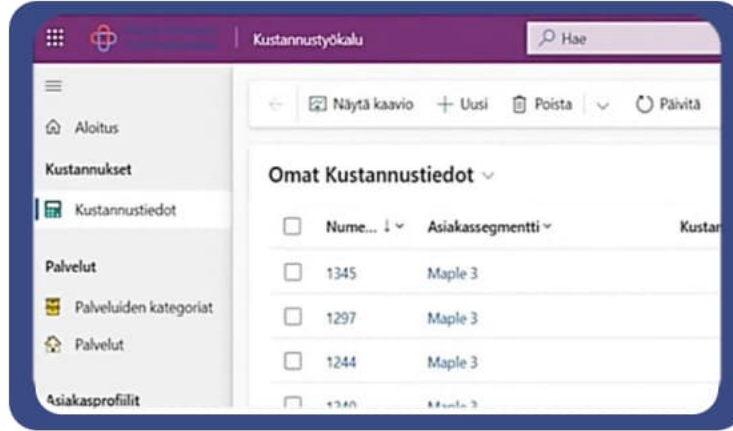 Kustannustyökalu
Hae
Näytä kaavio
Uusi
Poista
Päivitä
Aloitus
Kustannukset
Kustannustiedot
Palvelut
Palveluiden kategoriat
Palvelut
Asiakasprofiilit
Omat Kustannustiedot
Nume... Asiakassegmentti Kustan
1345 Maple 3
1297 Maple 3
1244 Maple 3